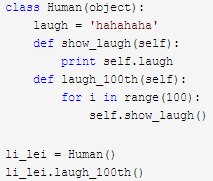 class Human(object):
    laugh = 'hahahaha'
    def show_laugh(self):
        print self.laugh
    def laugh_100th(self):
        for i in range(100):
            self.show_laugh()

li_lei = Human()
li_lei.laugh_100th()